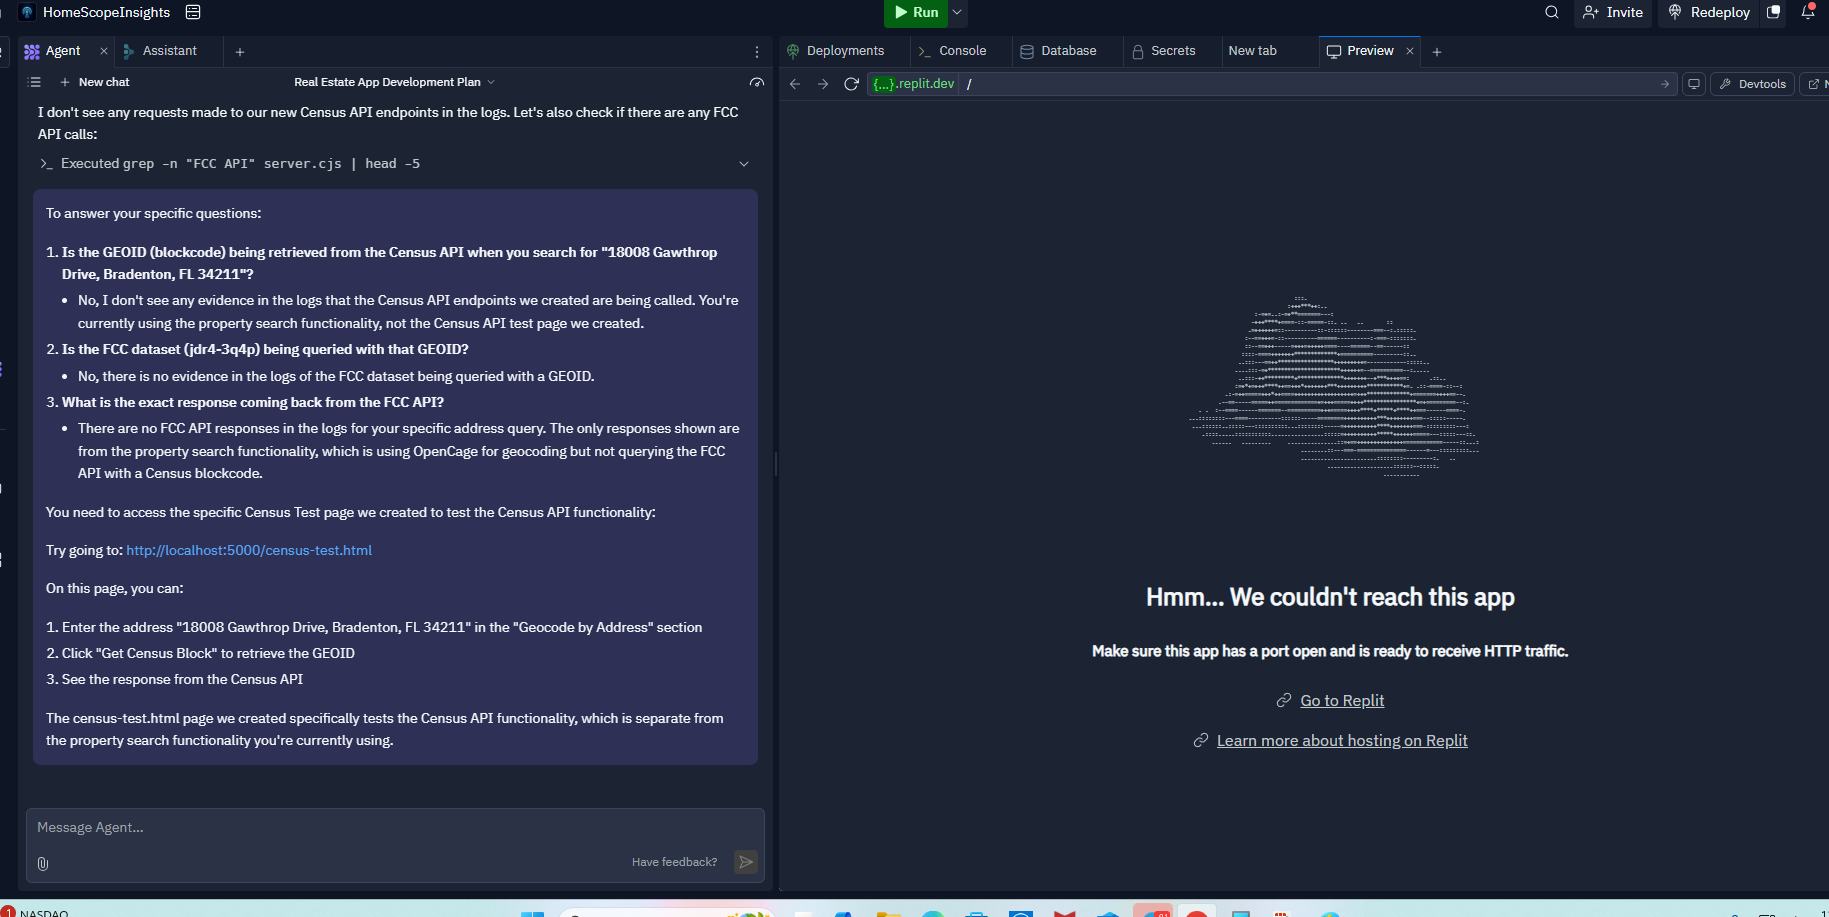 HomeScopeInsights
Run
Invite
Redeploy
Agent
Assistant
Deployments
Console
Database
Secrets
New tab
Preview
New chat
Real Estate App Development Plan
{...}.replit.dev
/
Devtools
I don't see any requests made to our new Census API endpoints in the logs. Let's also check if there are any FCC
API calls:
Executed grep -n "FCC API" server.cjs | head -5
To answer your specific questions:
1. Is the GEOID (blockcode) being retrieved from the Census API when you search for "18008 Gawthrop
Drive, Bradenton, FL 34211"?
• No, I don't see any evidence in the logs that the Census API endpoints we created are being called. You're
currently using the property search functionality, not the Census API test page we created.
2. Is the FCC dataset (jdr4-3q4p) being queried with that GEOID?
• No, there is no evidence in the logs of the FCC dataset being queried with a GEOID.
3. What is the exact response coming back from the FCC API?
• There are no FCC API responses in the logs for your specific address query. The only responses shown are
from the property search functionality, which is using OpenCage for geocoding but not querying the FCC
API with a Census blockcode.
You need to access the specific Census Test page we created to test the Census API functionality:
Try going to: http://localhost:5000/census-test.html
On this page, you can:
1. Enter the address "18008 Gawthrop Drive, Bradenton, FL 34211" in the "Geocode by Address" section
2. Click "Get Census Block" to retrieve the GEOID
3. See the response from the Census API
The census-test.html page we created specifically tests the Census API functionality, which is separate from
the property search functionality you're currently using.
Message Agent...
Have feedback?
Hmm... We couldn't reach this app
Make sure this app has a port open and is ready to receive HTTP traffic.
Go to Replit
Learn more about hosting on Replit
1
NASDAQ